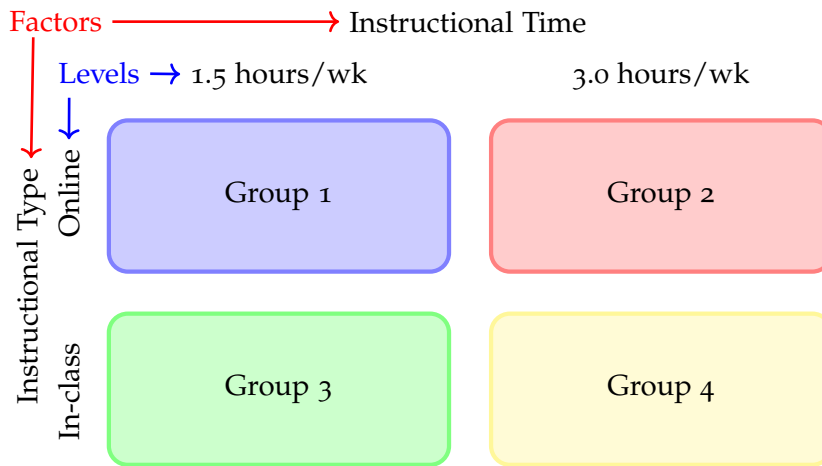 Factors
Instructional Time
Levels
1.5 hours/wk
3.0 hours/wk
Instructional Type
Online
Group 1
Group 2
In-class
Group 3
Group 4